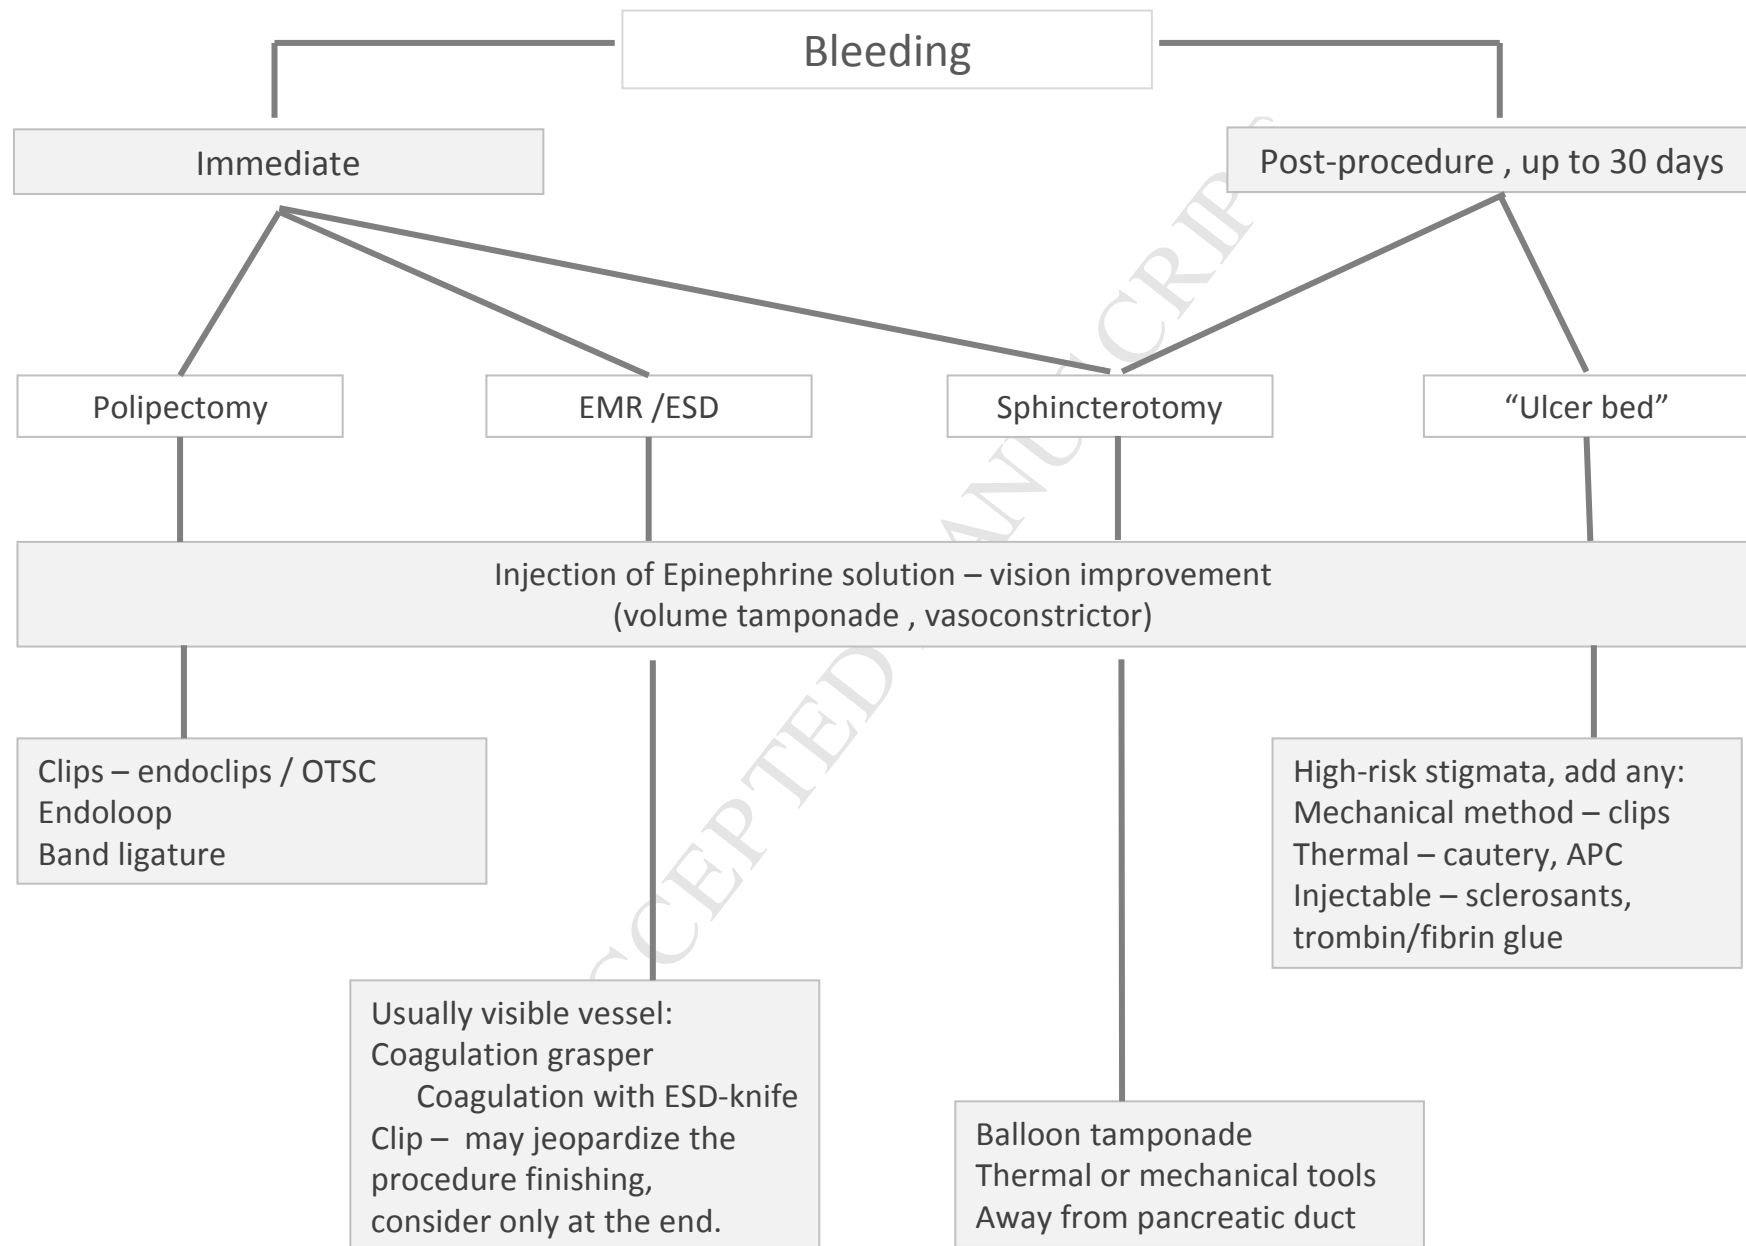 Bleeding
Immediate
Post-procedure , up to 30 days
Polipectomy
EMR /ESD
Sphincterotomy
“Ulcer bed”
Injection of Epinephrine solution – vision improvement
(volume tamponade , vasoconstrictor)
Clips – endoclips / OTSC
Endoloop
Band ligature
High-risk stigmata, add any:
Mechanical method – clips
Thermal – cautery, APC
Injectable – sclerosants,
trombin/fibrin glue
Usually visible vessel:
Coagulation grasper
Coagulation with ESD-knife
Clip – may jeopardize the
procedure finishing,
consider only at the end.
Balloon tamponade
Thermal or mechanical tools
Away from pancreatic duct